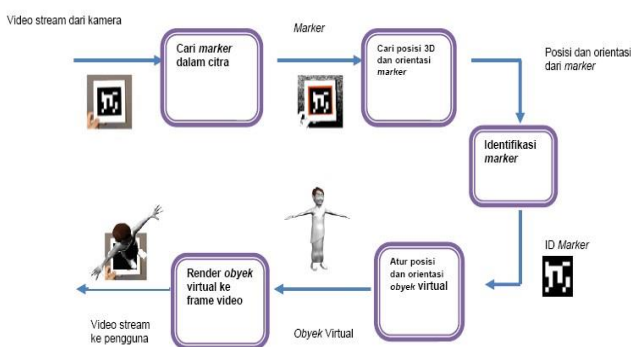 Video stream dari kamera
Cari marker
dalam citra
Marker
Cari posisi 3D
dan orientasi
marker
Posisi dan orientasi
dari marker
Identifikasi
marker
ID Marker
Atur posisi
dan orientasi
obyek virtual
Obyek Virtual
Render obyek
virtual ke
frame video
Video stream
ke pengguna